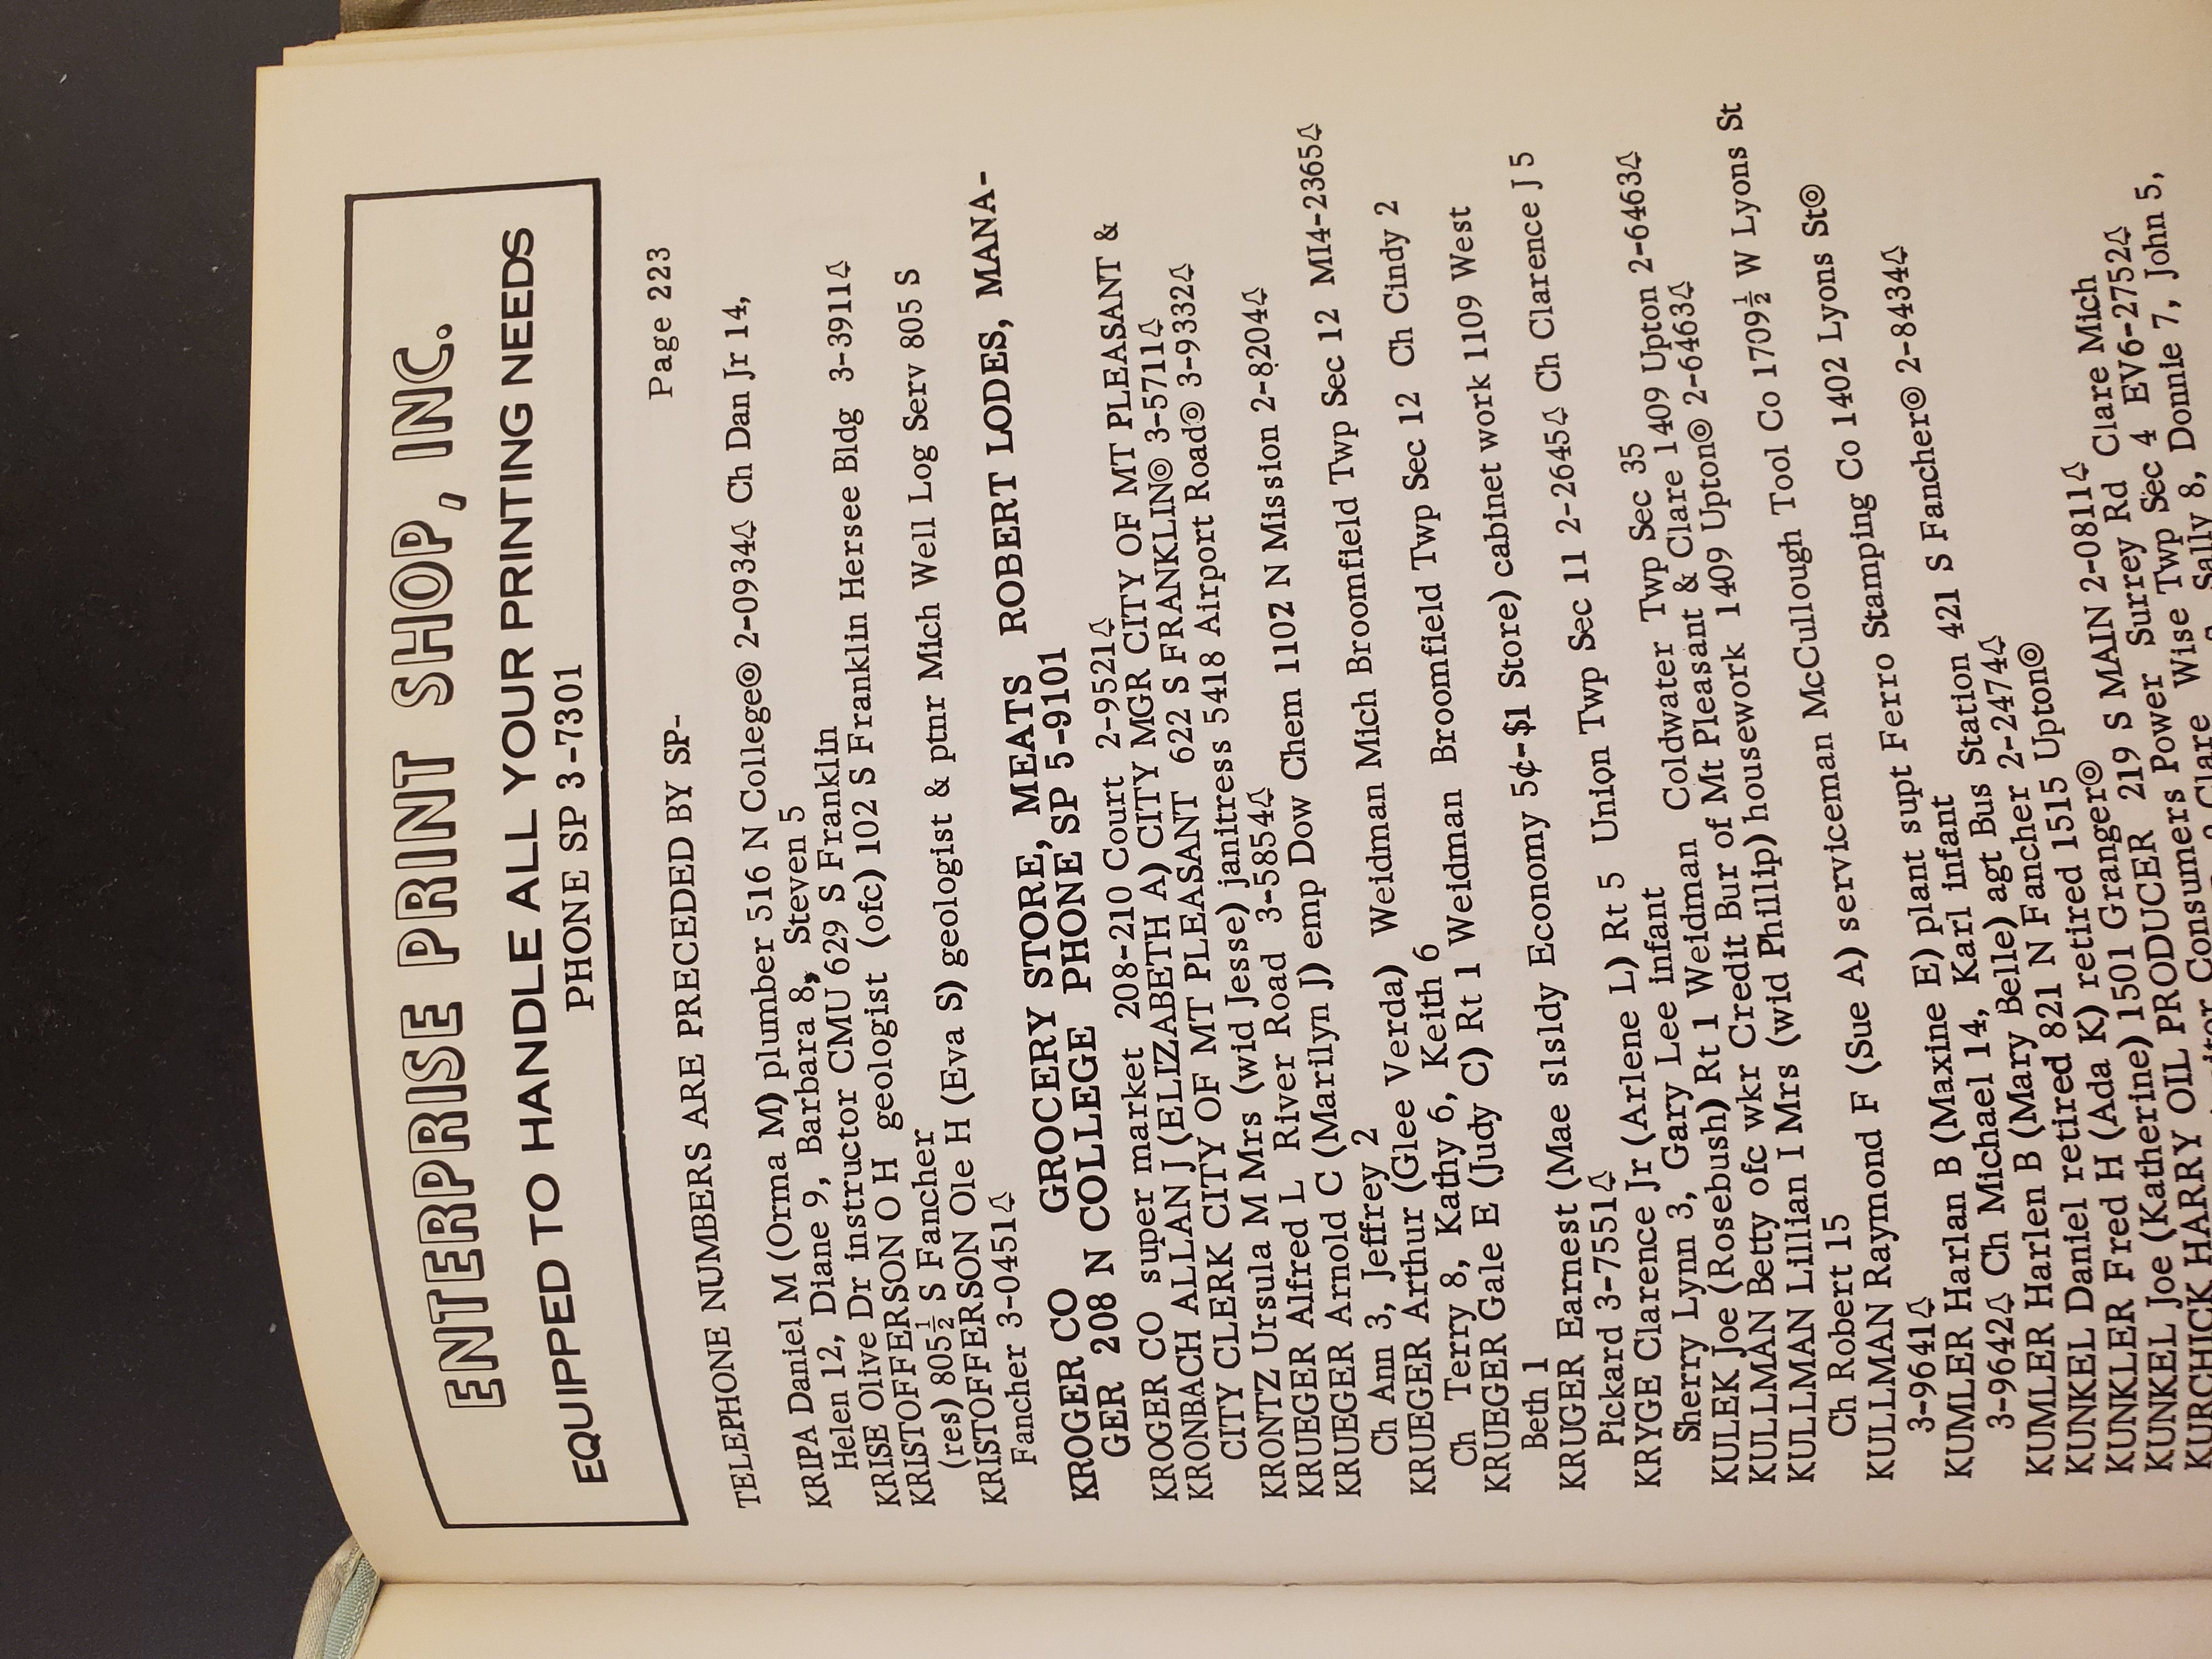 ENTERPRISE PRINT SHOP, INC.
EQUIPPED TO HANDLE ALL YOUR PRINTING NEEDS
PHONE SP 3-7301
Page 223
TELEPHONE NUMBERS ARE PRECEDED BY SP-
KRIPA Daniel M (Orma M) plumber 516 N College⌾ 2-0934♤ Ch Dan Jr 14,
Helen 12, Diane 9, Barbara 8, Steven 5
KRISE Olive Dr instructor CMU 629 S Franklin
KRISTOFFERSON O H geologist (ofc) 102 S Franklin Hersee Bldg 3-3911♤
(res) 805½ S Fancher
KRISTOFFERSON Ole H (Eva S) geologist & ptnr Mich Well Log Serv 805 S
Fancher 3-0451♤
KROGER CO GROCERY STORE, MEATS ROBERT LODES, MANA-
GER 208 N COLLEGE PHONE SP 5-9101
KROGER CO super market 208-210 Court 2-9521♤
KRONBACH ALLAN J (ELIZABETH A) CITY MGR CITY OF MT PLEASANT &
CITY CLERK CITY OF MT PLEASANT 622 S FRANKLIN⌾ 3-5711♤
KRONTZ Ursula M Mrs (wid Jesse) janitress 5418 Airport Road⌾ 3-9332♤
KRUEGER Alfred L River Road 3-5854♤
KRUEGER Arnold C (Marilyn J) emp Dow Chem 1102 N Mission 2-8204♤
Ch Ann 3, Jeffrey 2
KRUEGER Arthur (Glee Verda) Weidman Mich Broomfield Twp Sec 12 MI4-2365♤
Ch Terry 8, Kathy 6, Keith 6
KRUEGER Gale E (Judy C) Rt 1 Weidman Broomfield Twp Sec 12 Ch Cindy 2
Beth 1
KRUGER Earnest (Mae slsldy Economy 5¢-$1 Store) cabinet work 1109 West
Pickard 3-7551♤
KRYGE Clarence Jr (Arlene L) Rt 5 Union Twp Sec 11 2-2645♤ Ch Clarence J 5
Sherry Lynn 3, Gary Lee infant
KULEK Joe (Rosebush) Rt 1 Weidman Coldwater Twp Sec 35
KULLMAN Betty ofc wkr Credit Bur of Mt Pleasant & Clare 1409 Upton 2-6463♤
KULLMAN Lillian I Mrs (wid Phillip) housework 1409 Upton⌾ 2-6463♤
Ch Robert 15
KULLMAN Raymond F (Sue A) serviceman McCullough Tool Co 1709½ W Lyons St
3-9641♤
KUMLER Harlan B (Maxine E) plant supt Ferro Stamping Co 1402 Lyons St⌾
3-9642♤ Ch Michael 14, Karl infant
KUMLER Harlen B (Mary Belle) agt Bus Station 421 S Fancher⌾ 2-8434♤
KUNKEL Daniel retired 821 N Fancher 2-2474♤
KUNKLER Fred H (Ada K) retired 1515 Upton⌾
KUNKEL Joe (Katherine) 1501 Granger⌾
KURCHICK HARRY OIL PRODUCER 219 S MAIN 2-0811♤
Surrey Rd Clare Mich
Consumers Power Wise Twp Sec 4 EV6-2752♤
Clare Sally 8, Donnie 7, John 5,